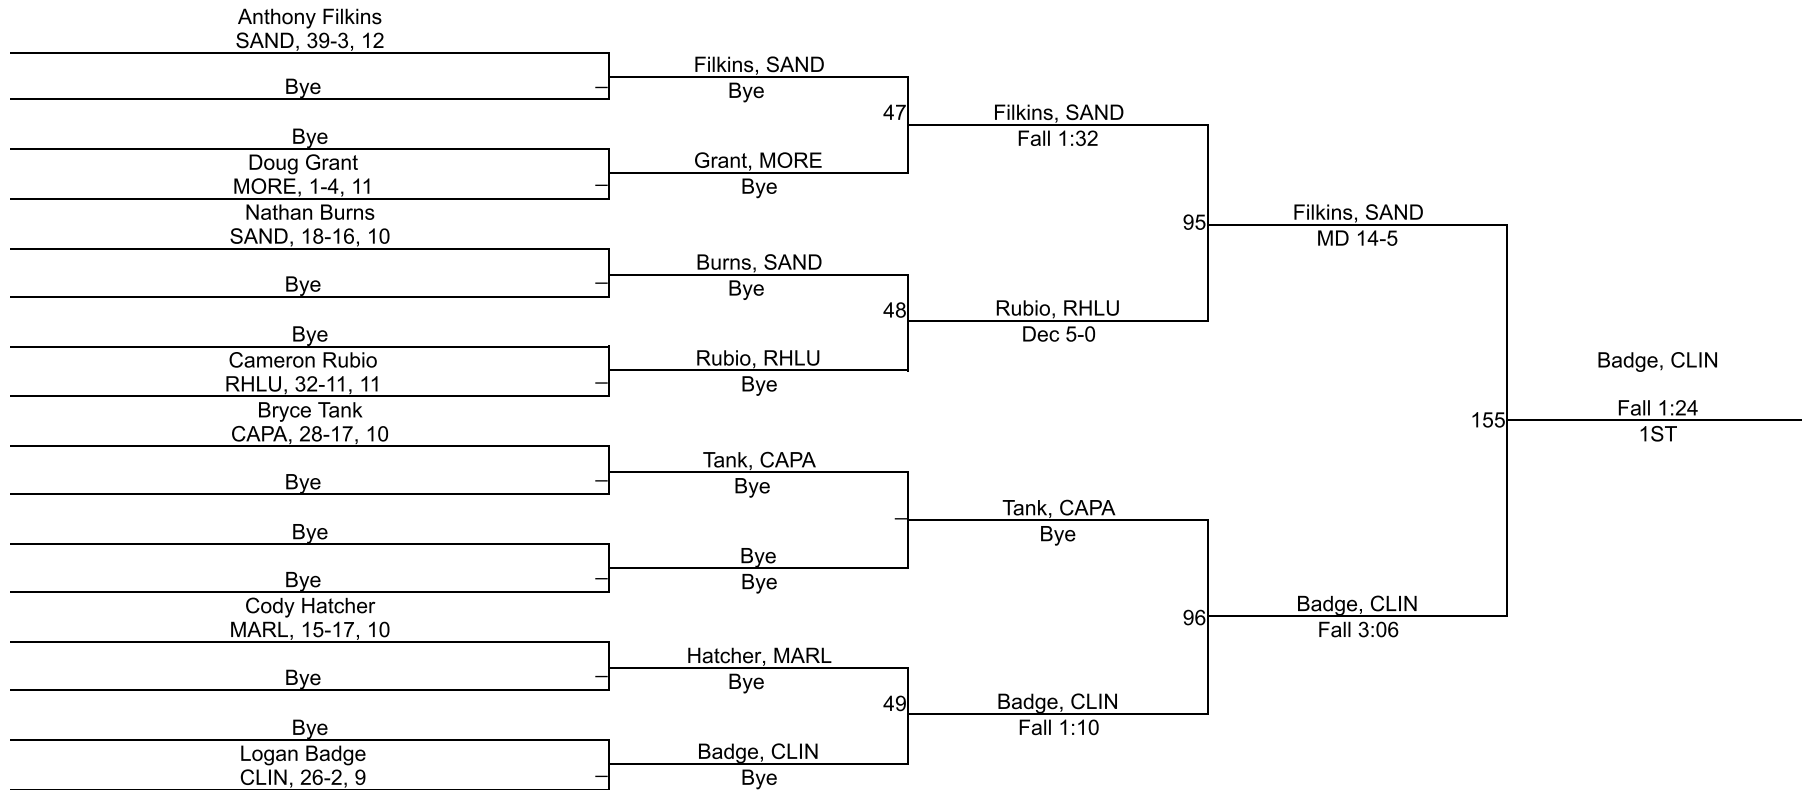 Anthony Filkins
SAND, 39-3, 12
Bye
Bye
Doug Grant
MORE, 1-4, 11
Nathan Burns
SAND, 18-16, 10
Bye
Bye
Cameron Rubio
RHLU, 32-11, 11
Bryce Tank
CAPA, 28-17, 10
Bye
Bye
Bye
Cody Hatcher
MARL, 15-17, 10
Bye
Bye
Logan Badge
CLIN, 26-2, 9
Filkins, SAND
Bye
47
Grant, MORE
Bye
Burns, SAND
Bye
48
Rubio, RHLU
Bye
Tank, CAPA
Bye
Bye
Bye
Hatcher, MARL
Bye
49
Badge, CLIN
Bye
Filkins, SAND
Fall 1:32
95
Rubio, RHLU
Dec 5-0
Tank, CAPA
Bye
96
Badge, CLIN
Fall 1:10
Filkins, SAND
MD 14-5
155
Badge, CLIN
Fall 3:06
Badge, CLIN
Fall 1:24
1ST